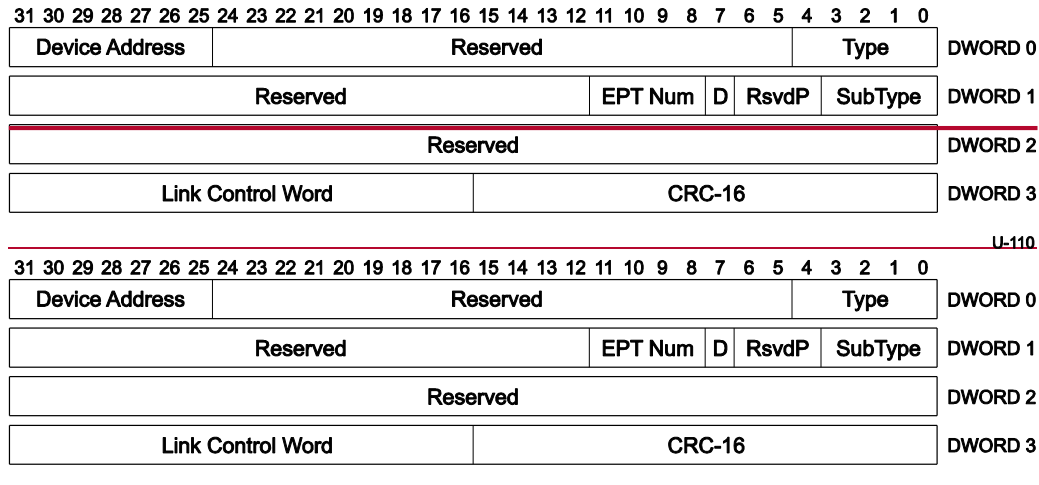 31 30 29 28 27 26 25 24 23 22 21 20 19 18 17 16 15 14 13 12 11 10 9 8 7 6 5 4 3 2 1 0
Device Address Reserved Type DWORD 0
Reserved EPT Num D RsvdP SubType DWORD 1
Reserved DWORD 2
Link Control Word CRC-16 DWORD 3
U-110
31 30 29 28 27 26 25 24 23 22 21 20 19 18 17 16 15 14 13 12 11 10 9 8 7 6 5 4 3 2 1 0
Device Address Reserved Type DWORD 0
Reserved EPT Num D RsvdP SubType DWORD 1
Reserved DWORD 2
Link Control Word CRC-16 DWORD 3